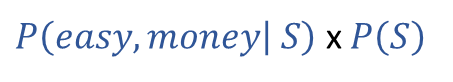 P(easy, money| S) x P(S)